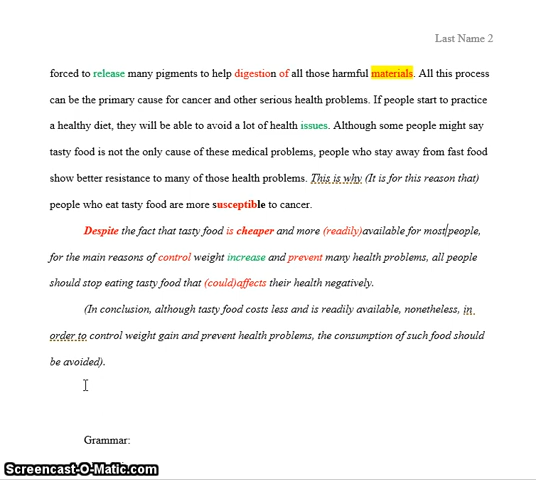 Last Name 2
forced to release many pigments to help digestion of all those harmful materials. All this process
can be the primary cause for cancer and other serious health problems. If people start to practice
a healthy diet, they will be able to avoid a lot of health issues. Although some people might say
tasty food is not the only cause of these medical problems, people who stay away from fast food
show better resistance to many of those health problems. This is why (It is for this reason that)
people who eat tasty food are more susceptible to cancer.
Despite the fact that tasty food is cheaper and more (readily)available for most people,
for the main reasons of control weight increase and prevent many health problems, all people
should stop eating tasty food that (could)affects their health negatively.
(In conclusion, although tasty food costs less and is readily available, nonetheless, in
order to control weight gain and prevent health problems, the consumption of such food should
be avoided).
Grammar:
Screencast-O-Matic.com